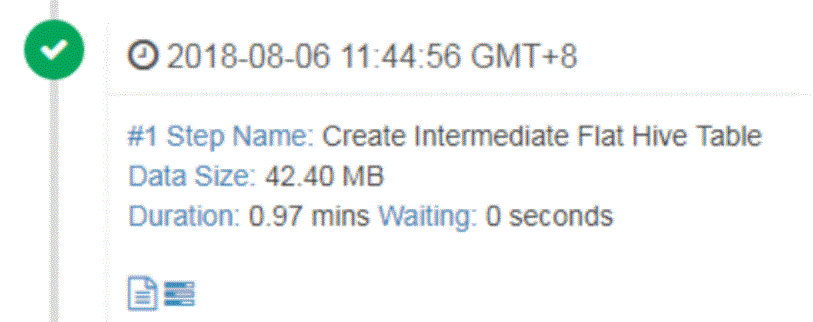 2018-08-06 11:44:56 GMT+8
#1 Step Name: Create Intermediate Flat Hive Table
Data Size: 42.40 MB
Duration: 0.97 mins Waiting: 0 seconds